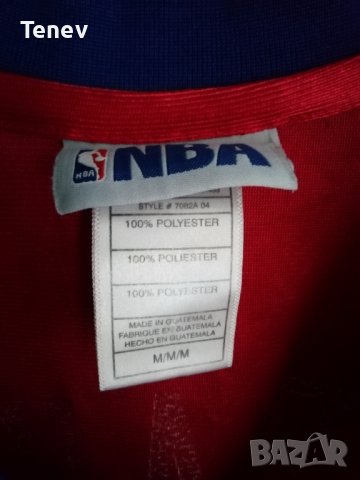 Tenev
NBA
NBA
STYLE # 7082A 04
100% POLYESTER
100% POLIESTER
100% POLYESTER
MADE IN GUATEMALA
FABRIQUE EN GUATEMALA
HECHO EN GUATEMALA
M/M/M
BAZAR